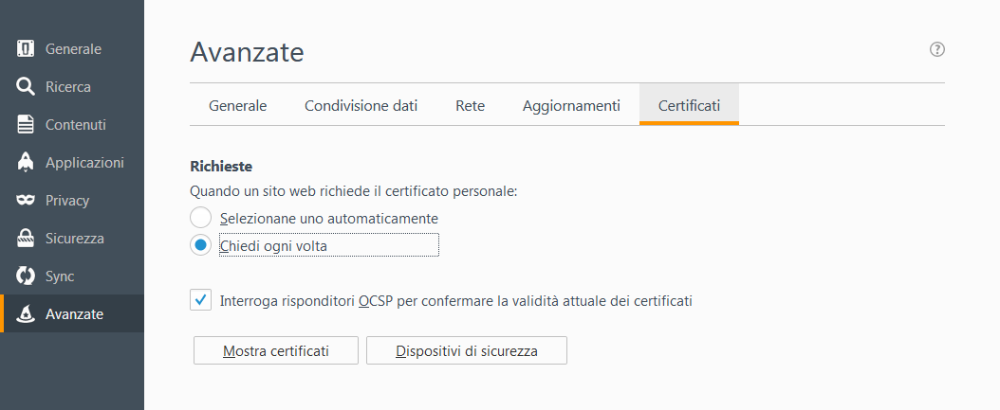 Generale
Ricerca
Contenuti
Applicazioni
Privacy
Sicurezza
Sync
Avanzate
Avanzate
?
Generale Condivisione dati Rete Aggiornamenti Certificati
Richieste
Quando un sito web richiede il certificato personale:
Selezionane uno automaticamente
Chiedi ogni volta
Interroga risponditori OCSP per confermare la validità attuale dei certificati
Mostra certificati Dispositivi di sicurezza